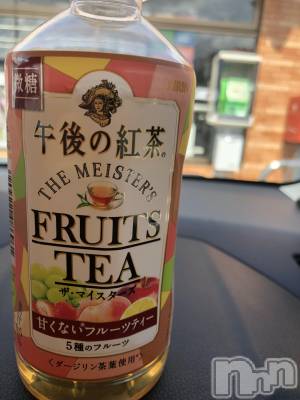 微糖
午後の紅茶®
THE MEISTER'S
FRUITS
TEA
ザ・マイスターズ
甘くないフルーツティー
5種のフルーツ
くダージリン茶葉使用*>